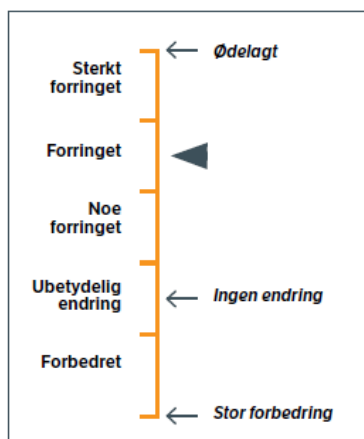 Ødelagt
Sterkt
forringet
Forringet
Noe
forringet
Ubetydelig
endring
Ingen endring
Forbedret
Stor forbedring